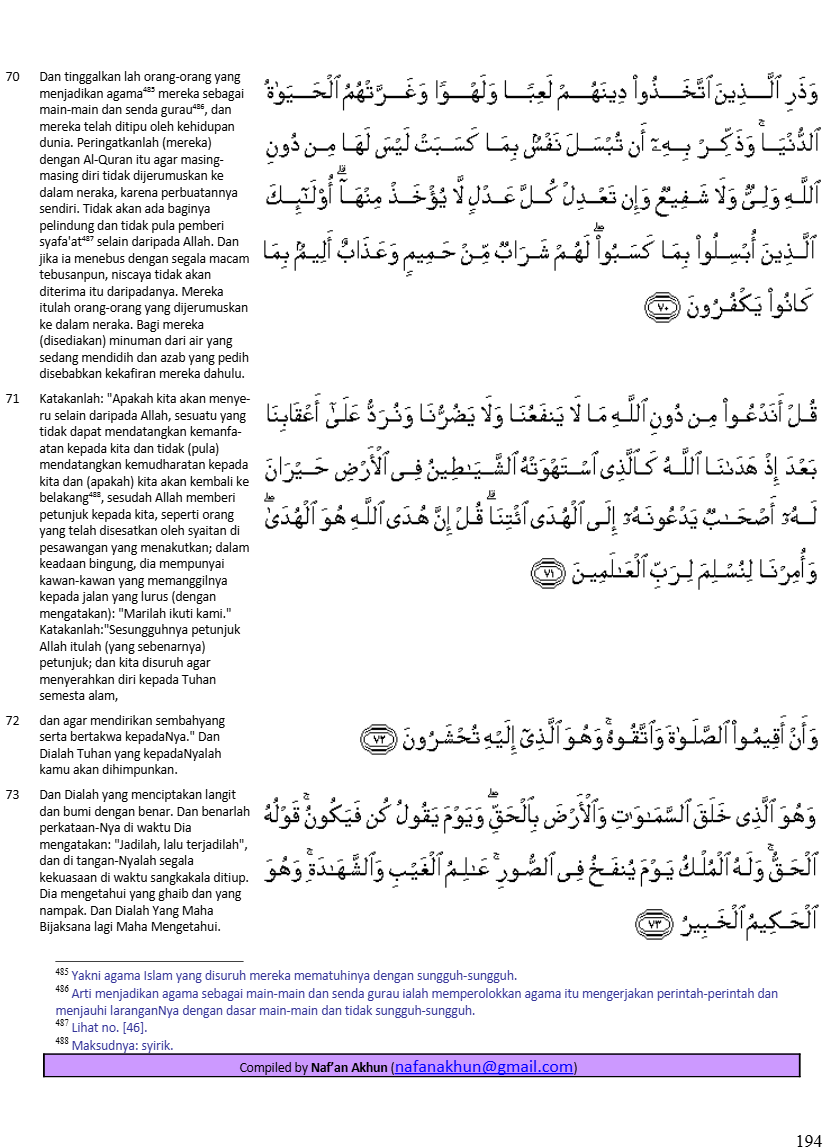 70 Dan tinggalkan lah orang-orang yang
menjadikan agama⁴⁸⁵ mereka sebagai
main-main dan senda gurau⁴⁸⁶, dan
mereka telah ditipu oleh kehidupan
dunia. Peringatkanlah (mereka)
dengan Al-Quran itu agar masing-
masing diri tidak dijerumuskan ke
dalam neraka, karena perbuatannya
sendiri. Tidak akan ada baginya
pelindung dan tidak pula pemberi
syafa'at⁴⁸⁷ selain daripada Allah. Dan
jika ia menebus dengan segala macam
tebusanpun, niscaya tidak akan
diterima itu daripadanya. Mereka
itulah orang-orang yang dijerumuskan
ke dalam neraka. Bagi mereka
(disediakan) minuman dari air yang
sedang mendidih dan azab yang pedih
disebabkan kekafiran mereka dahulu.
وَذَرِ ٱلَّذِينَ ٱتَّخَذُوا۟ دِينَهُمْ لَعِبًا وَلَهْوًا وَغَرَّتْهُمُ ٱلْحَيَوٰةُ
ٱلدُّنْيَا ۚ وَذَكِّرْ بِهِۦٓ أَن تُبْسَلَ نَفْسٌۢ بِمَا كَسَبَتْ لَيْسَ لَهَا مِن دُونِ
ٱللَّهِ وَلِىٌّ وَلَا شَفِيعٌ وَإِن تَعْدِلْ كُلَّ عَدْلٍ لَّا يُؤْخَذْ مِنْهَآ ۗ أُو۟لَٰٓئِكَ
ٱلَّذِينَ أُبْسِلُوا۟ بِمَا كَسَبُوا۟ ۖ لَهُمْ شَرَابٌ مِّنْ حَمِيمٍ وَعَذَابٌ أَلِيمٌۢ بِمَا
كَانُوا۟ يَكْفُرُونَ ﴿٧٠﴾
71 Katakanlah: "Apakah kita akan menye-
ru selain daripada Allah, sesuatu yang
tidak dapat mendatangkan kemanfa-
atan kepada kita dan tidak (pula)
mendatangkan kemudharatan kepada
kita dan (apakah) kita akan kembali ke
belakang⁴⁸⁸, sesudah Allah memberi
petunjuk kepada kita, seperti orang
yang telah disesatkan oleh syaitan di
pesawangan yang menakutkan; dalam
keadaan bingung, dia mempunyai
kawan-kawan yang memanggilnya
kepada jalan yang lurus (dengan
mengatakan): "Marilah ikuti kami."
Katakanlah:"Sesungguhnya petunjuk
Allah itulah (yang sebenarnya)
petunjuk; dan kita disuruh agar
menyerahkan diri kepada Tuhan
semesta alam,
قُلْ أَنَدْعُوا۟ مِن دُونِ ٱللَّهِ مَا لَا يَنفَعُنَا وَلَا يَضُرُّنَا وَنُرَدُّ عَلَىٰٓ أَعْقَابِنَا
بَعْدَ إِذْ هَدَىٰنَا ٱللَّهُ كَٱلَّذِى ٱسْتَهْوَتْهُ ٱلشَّيَٰطِينُ فِى ٱلْأَرْضِ حَيْرَانَ
لَهُۥٓ أَصْحَٰبٌ يَدْعُونَهُۥٓ إِلَى ٱلْهُدَى ٱئْتِنَا ۗ قُلْ إِنَّ هُدَى ٱللَّهِ هُوَ ٱلْهُدَىٰ ۖ
وَأُمِرْنَا لِنُسْلِمَ لِرَبِّ ٱلْعَٰلَمِينَ ﴿٧١﴾
72 dan agar mendirikan sembahyang
serta bertakwa kepadaNya." Dan
Dialah Tuhan yang kepadaNyalah
kamu akan dihimpunkan.
وَأَنْ أَقِيمُوا۟ ٱلصَّلَوٰةَ وَٱتَّقُوهُ ۚ وَهُوَ ٱلَّذِىٓ إِلَيْهِ تُحْشَرُونَ ﴿٧٢﴾
73 Dan Dialah yang menciptakan langit
dan bumi dengan benar. Dan benarlah
perkataan-Nya di waktu Dia
mengatakan: "Jadilah, lalu terjadilah",
dan di tangan-Nyalah segala
kekuasaan di waktu sangkakala ditiup.
Dia mengetahui yang ghaib dan yang
nampak. Dan Dialah Yang Maha
Bijaksana lagi Maha Mengetahui.
وَهُوَ ٱلَّذِى خَلَقَ ٱلسَّمَٰوَٰتِ وَٱلْأَرْضَ بِٱلْحَقِّ ۖ وَيَوْمَ يَقُولُ كُن فَيَكُونُ ۚ قَوْلُهُ
ٱلْحَقُّ ۚ وَلَهُ ٱلْمُلْكُ يَوْمَ يُنفَخُ فِى ٱلصُّورِ ۚ عَٰلِمُ ٱلْغَيْبِ وَٱلشَّهَٰدَةِ ۚ وَهُوَ
ٱلْحَكِيمُ ٱلْخَبِيرُ ﴿٧٣﴾
⁴⁸⁵ Yakni agama Islam yang disuruh mereka mematuhinya dengan sungguh-sungguh.
⁴⁸⁶ Arti menjadikan agama sebagai main-main dan senda gurau ialah memperolokkan agama itu mengerjakan perintah-perintah dan
menjauhi laranganNya dengan dasar main-main dan tidak sungguh-sungguh.
⁴⁸⁷ Lihat no. [46].
⁴⁸⁸ Maksudnya: syirik.
Compiled by Naf'an Akhun (nafanakhun@gmail.com)
194